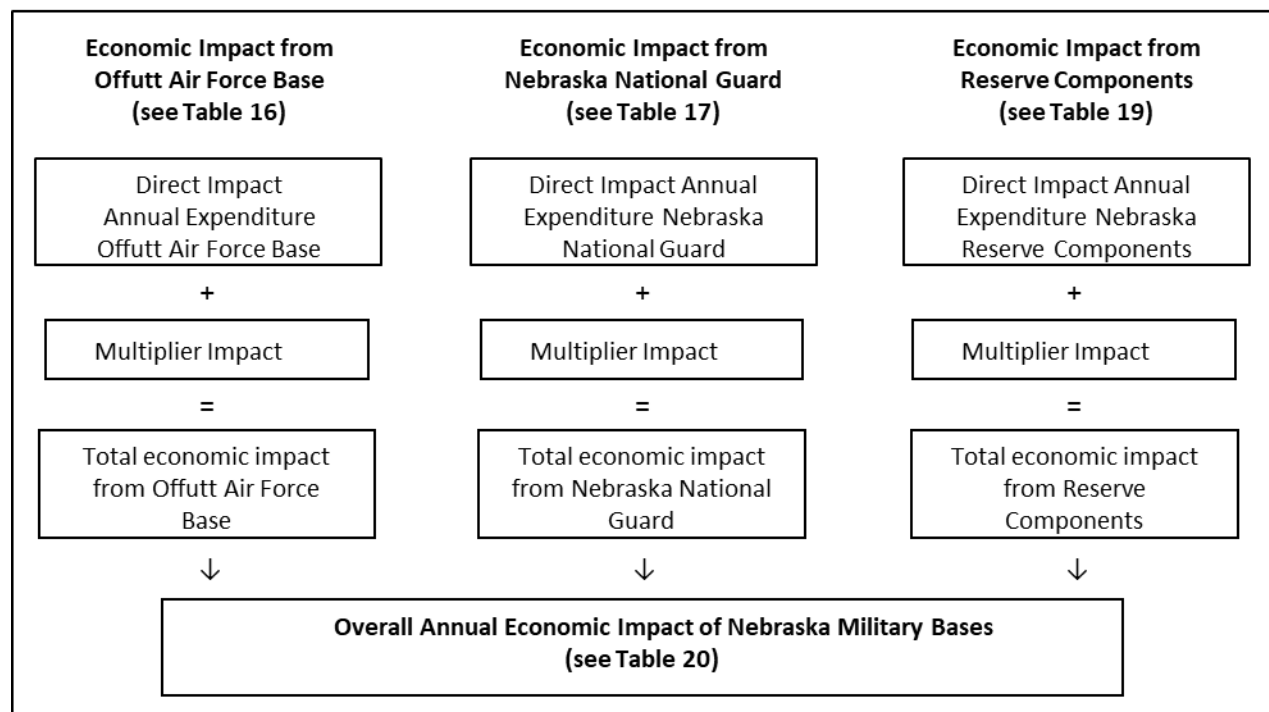 Economic Impact from
Offutt Air Force Base
(see Table 16)
Direct Impact
Annual Expenditure
Offutt Air Force Base
+
Multiplier Impact
=
Total economic impact
from Offutt Air Force
Base
↓
Economic Impact from
Nebraska National Guard
(see Table 17)
Direct Impact Annual
Expenditure Nebraska
National Guard
+
Multiplier Impact
=
Total economic impact
from Nebraska National
Guard
↓
Economic Impact from
Reserve Components
(see Table 19)
Direct Impact Annual
Expenditure Nebraska
Reserve Components
+
Multiplier Impact
=
Total economic impact
from Reserve
Components
↓
Overall Annual Economic Impact of Nebraska Military Bases
(see Table 20)